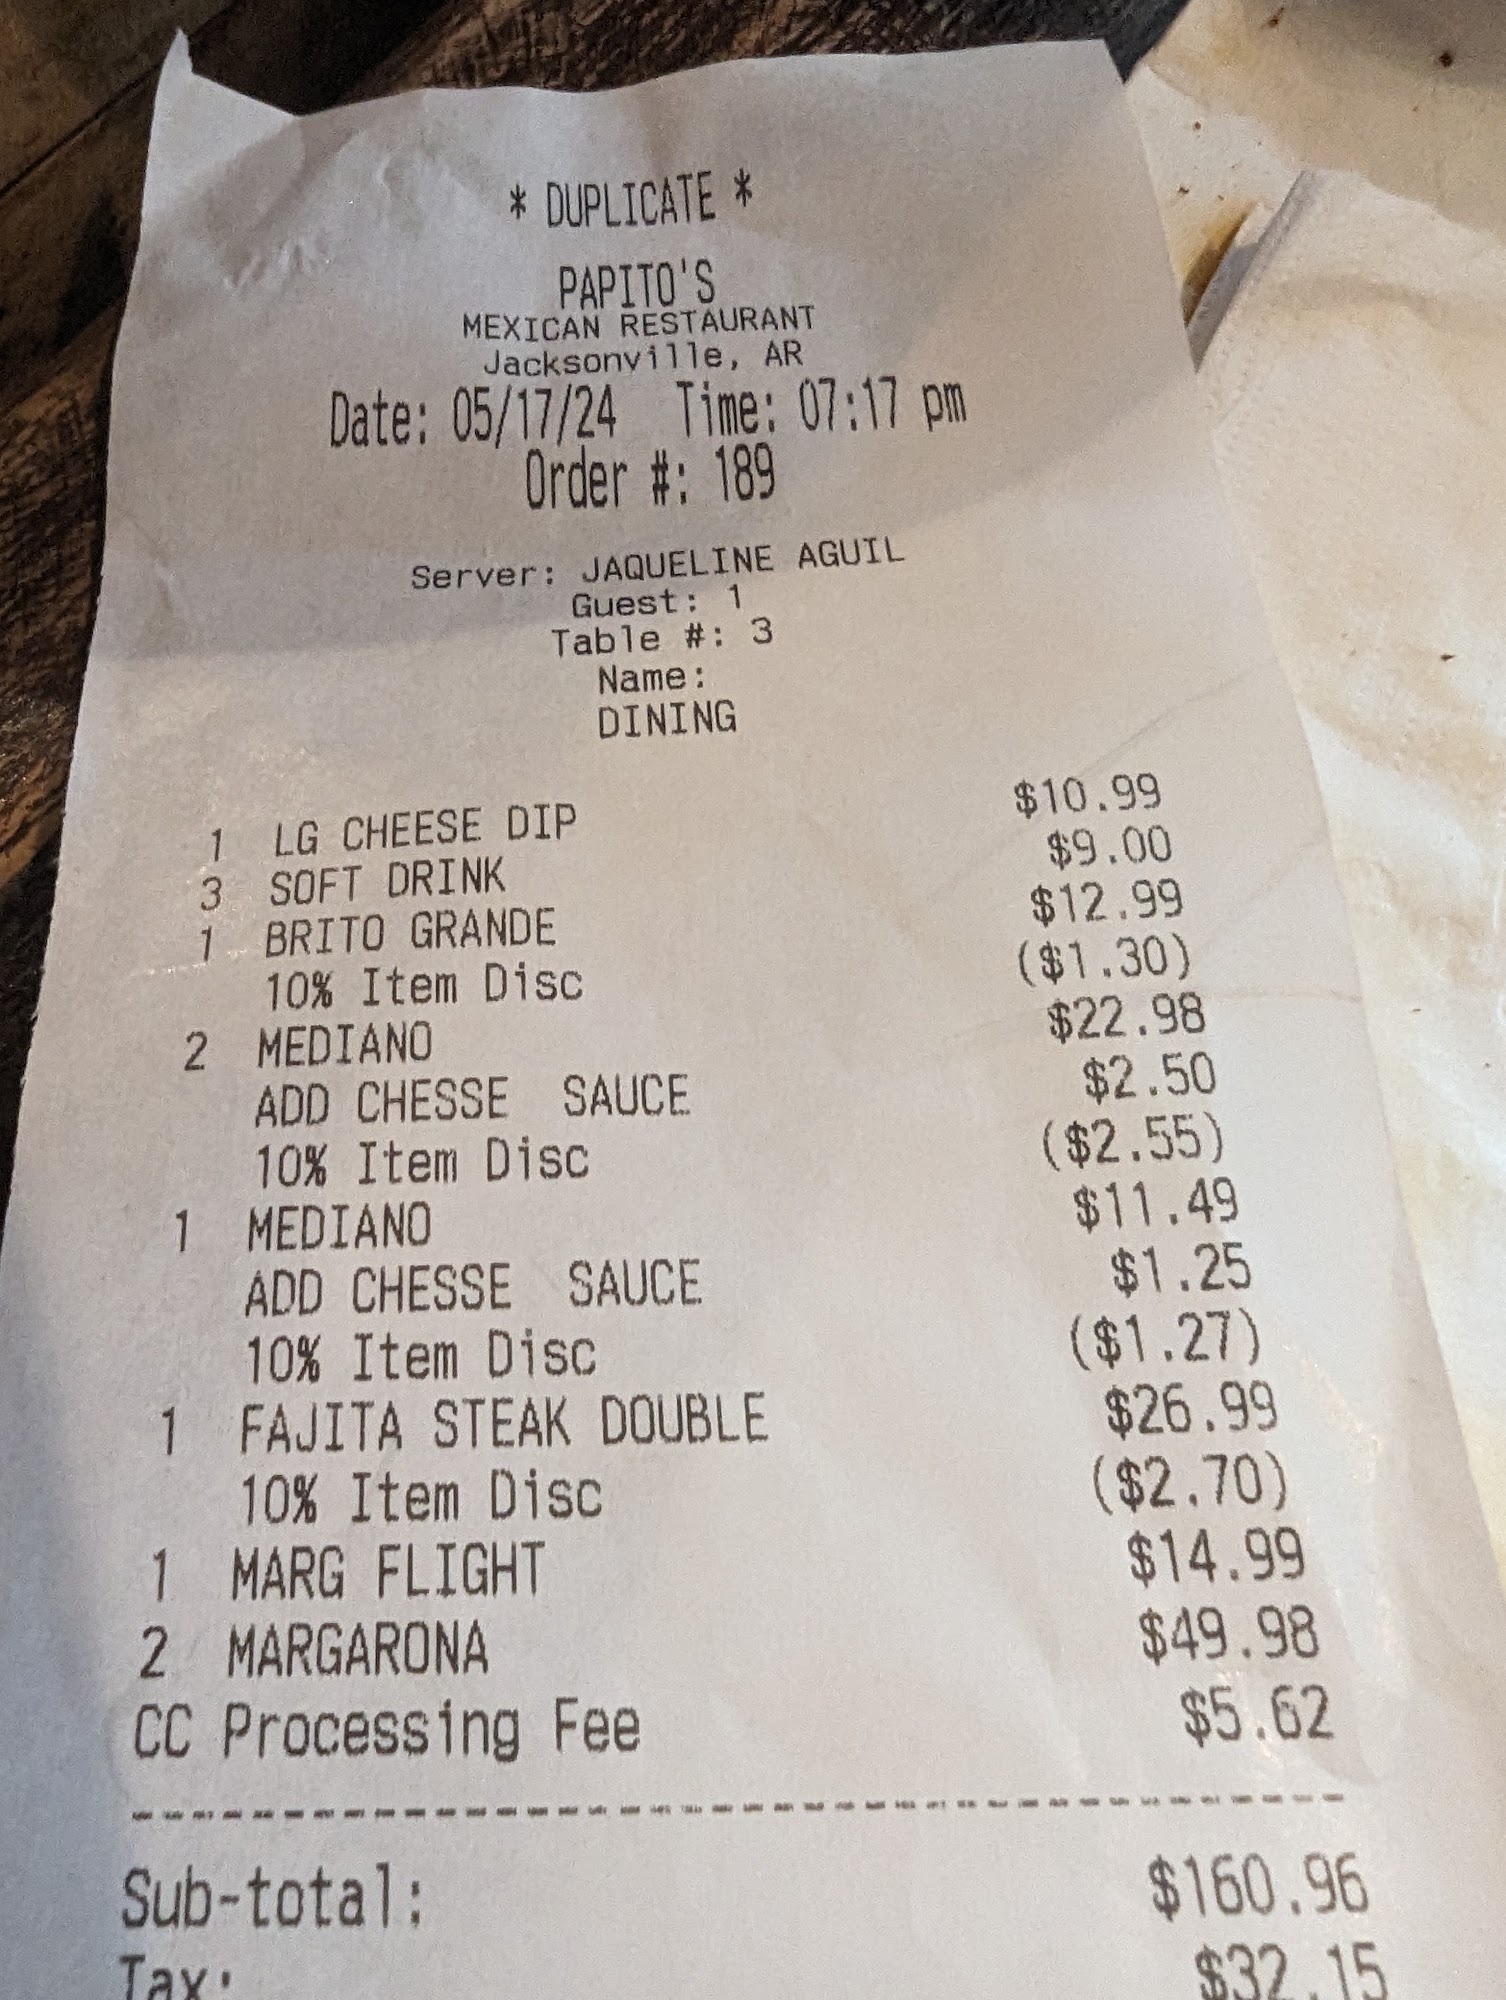 * DUPLICATE *
PAPITO'S
MEXICAN RESTAURANT
Jacksonville, AR
Date: 05/17/24 Time: 07:17 pm
Order #: 189
Server: JAQUELINE AGUIL
Guest: 1
Table #: 3
Name:
DINING
1 LG CHEESE DIP $10.99
3 SOFT DRINK $9.00
1 BRITO GRANDE $12.99
10% Item Disc ($1.30)
2 MEDIANO $22.98
ADD CHESSE SAUCE $2.50
10% Item Disc ($2.55)
1 MEDIANO $11.49
ADD CHESSE SAUCE $1.25
10% Item Disc ($1.27)
1 FAJITA STEAK DOUBLE $26.99
10% Item Disc ($2.70)
1 MARG FLIGHT $14.99
2 MARGARONA $49.98
CC Processing Fee $5.62
Sub-total: $160.96
Tax: $32.15